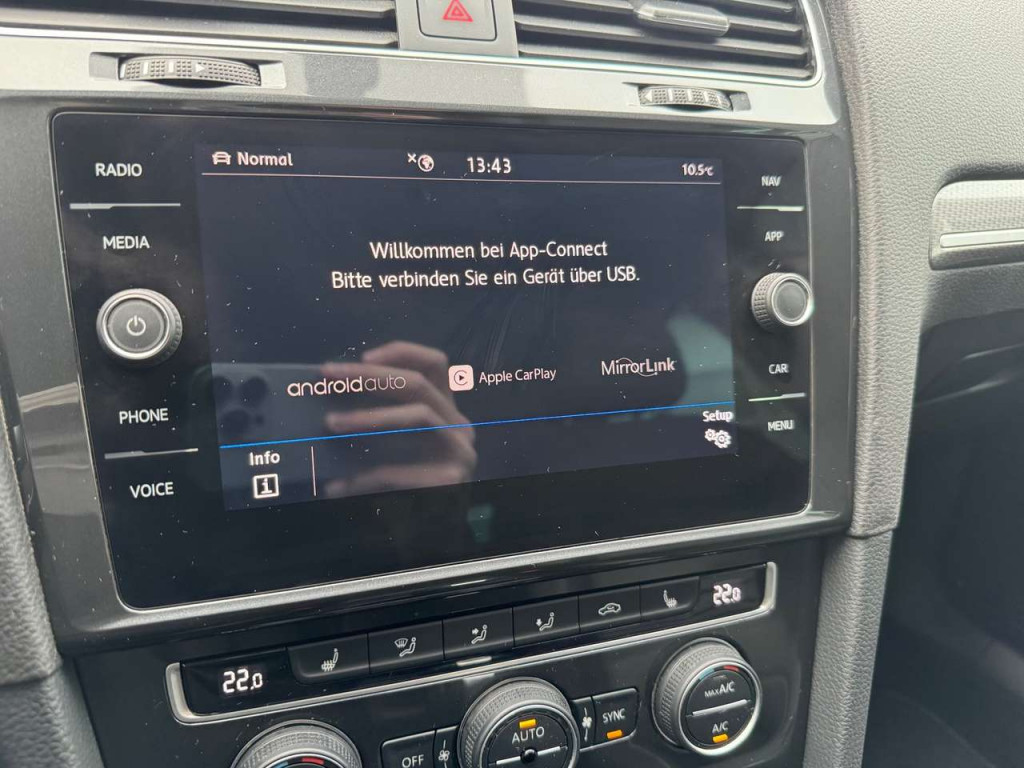 RADIO
MEDIA
PHONE
VOICE
Normal
13:43
10.5°C
Willkommen bei App-Connect
Bitte verbinden Sie ein Gerät über USB.
androidauto
Apple CarPlay
MirrorLink
Info
Setup
NAV
APP
CAR
MENU
22.0
22.0
OFF
AUTO
SYNC
MAX A/C
A/C